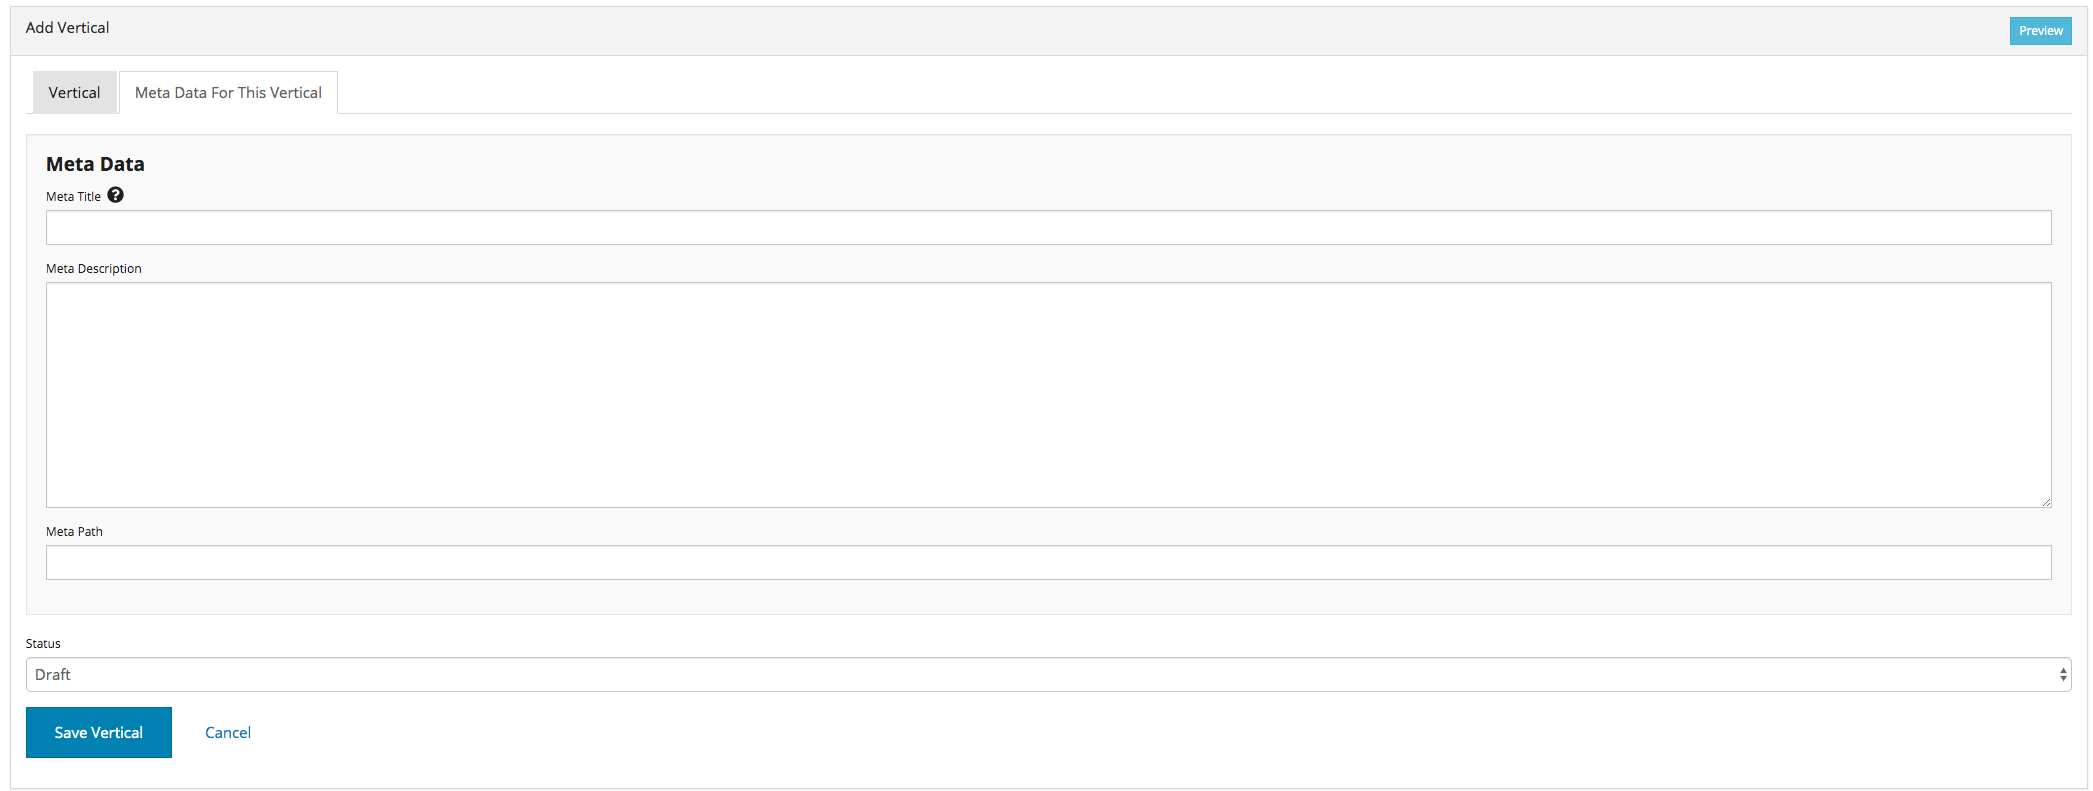 Add Vertical
Preview
Vertical
Meta Data For This Vertical
Meta Data
Meta Title ?
Meta Description
Meta Path
Status
Draft
Save Vertical
Cancel